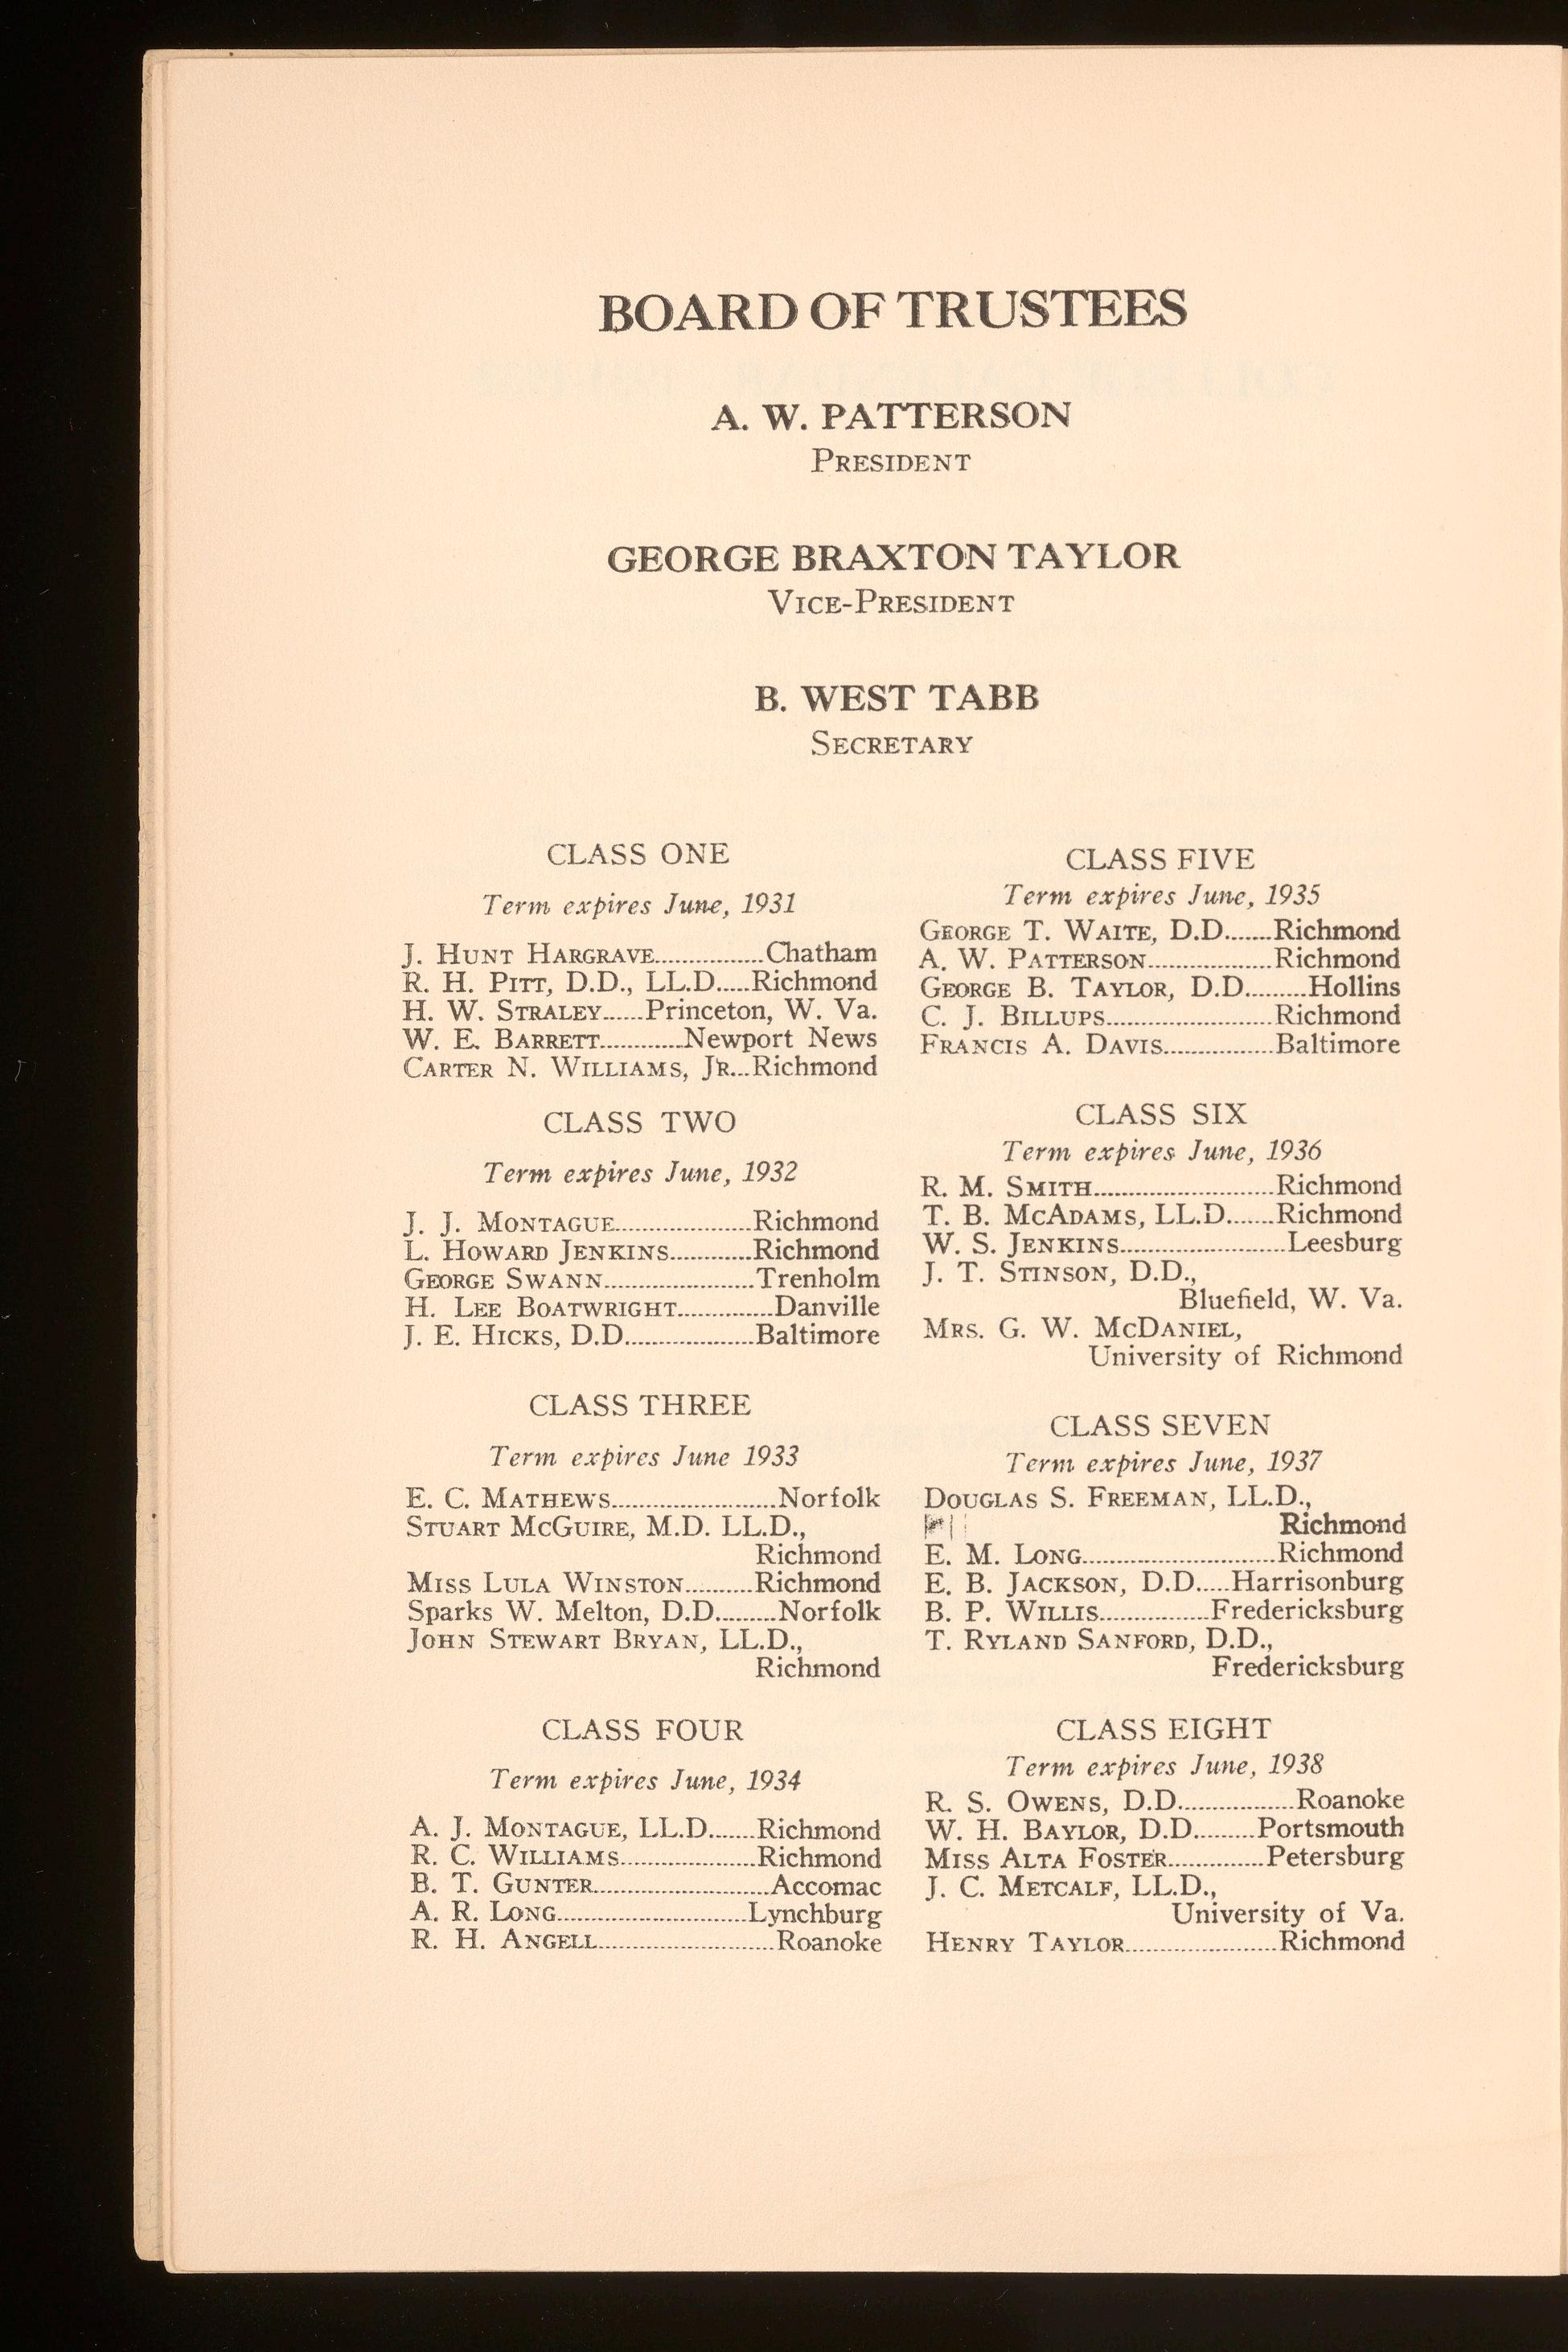 BOARD OF TRUSTEES
A. W. PATTERSON
PRESIDENT
GEORGE BRAXTON TAYLOR
VICE-PRESIDENT
B. WEST TABB
SECRETARY
CLASS ONE
Term expires June, 1931
J. HUNT HARGRAVE................Chatham
R. H. PITT, D.D., LL.D.....Richmond
H. W. STRALEY......Princeton, W. Va.
W. E. BARRETT............Newport News
CARTER N. WILLIAMS, JR...Richmond
CLASS TWO
Term expires June, 1932
J. J. MONTAGUE....................Richmond
L. HOWARD JENKINS............Richmond
GEORGE SWANN......................Trenholm
H. LEE BOATWRIGHT..............Danville
J. E. HICKS, D.D...................Baltimore
CLASS THREE
Term expires June 1933
E. C. MATHEWS.........................Norfolk
STUART MCGUIRE, M.D. LL.D.,
Richmond
MISS LULA WINSTON..........Richmond
Sparks W. Melton, D.D.........Norfolk
JOHN STEWART BRYAN, LL.D.,
Richmond
CLASS FOUR
Term expires June, 1934
A. J. MONTAGUE, LL.D.......Richmond
R. C. WILLIAMS....................Richmond
B. T. GUNTER..........................Accomac
A. R. LONG............................Lynchburg
R. H. ANGELL..........................Roanoke
CLASS FIVE
Term expires June, 1935
GEORGE T. WAITE, D.D.......Richmond
A. W. PATTERSON..................Richmond
GEORGE B. TAYLOR, D.D.........Hollins
C. J. BILLUPS........................Richmond
FRANCIS A. DAVIS................Baltimore
CLASS SIX
Term expires June, 1936
R. M. SMITH..........................Richmond
T. B. MCADAMS, LL.D.......Richmond
W. S. JENKINS........................Leesburg
J. T. STINSON, D.D.,
Bluefield, W. Va.
MRS. G. W. MCDANIEL,
University of Richmond
CLASS SEVEN
Term expires June, 1937
DOUGLAS S. FREEMAN, LL.D.,
Richmond
E. M. LONG............................Richmond
E. B. JACKSON, D.D.....Harrisonburg
B. P. WILLIS................Fredericksburg
T. RYLAND SANFORD, D.D.,
Fredericksburg
CLASS EIGHT
Term expires June, 1938
R. S. OWENS, D.D.................Roanoke
W. H. BAYLOR, D.D.........Portsmouth
MISS ALTA FOSTER..............Petersburg
J. C. METCALF, LL.D.,
University of Va.
HENRY TAYLOR......................Richmond